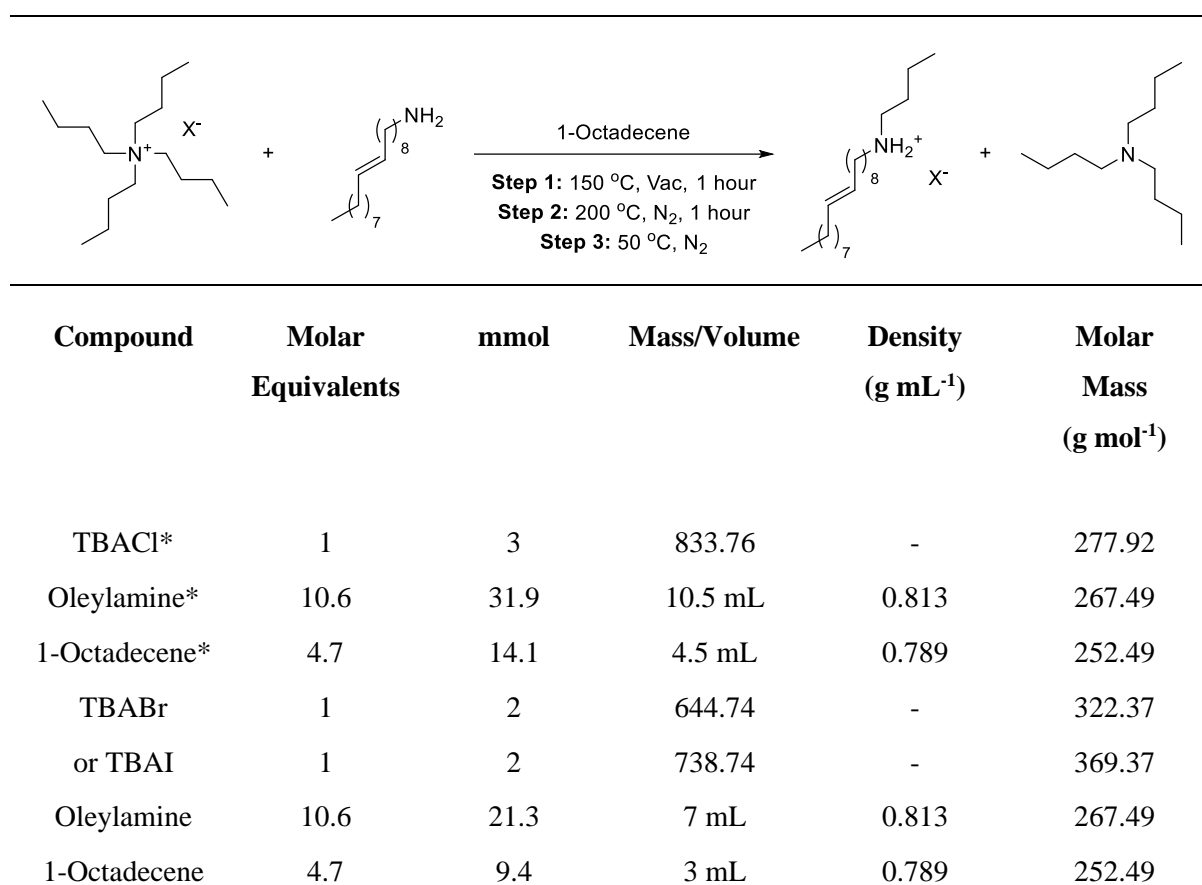 X-
+
NH2
8
7
1-Octadecene
Step 1: 150 °C, Vac, 1 hour
Step 2: 200 °C, N2, 1 hour
Step 3: 50 °C, N2
NH2+
8
X-
7
+
N
N+
Compound Molar Equivalents mmol Mass/Volume Density (g mL-1) Molar Mass (g mol-1)
TBACl* 1 3 833.76 - 277.92
Oleylamine* 10.6 31.9 10.5 mL 0.813 267.49
1-Octadecene* 4.7 14.1 4.5 mL 0.789 252.49
TBABr 1 2 644.74 - 322.37
or TBAI 1 2 738.74 - 369.37
Oleylamine 10.6 21.3 7 mL 0.813 267.49
1-Octadecene 4.7 9.4 3 mL 0.789 252.49